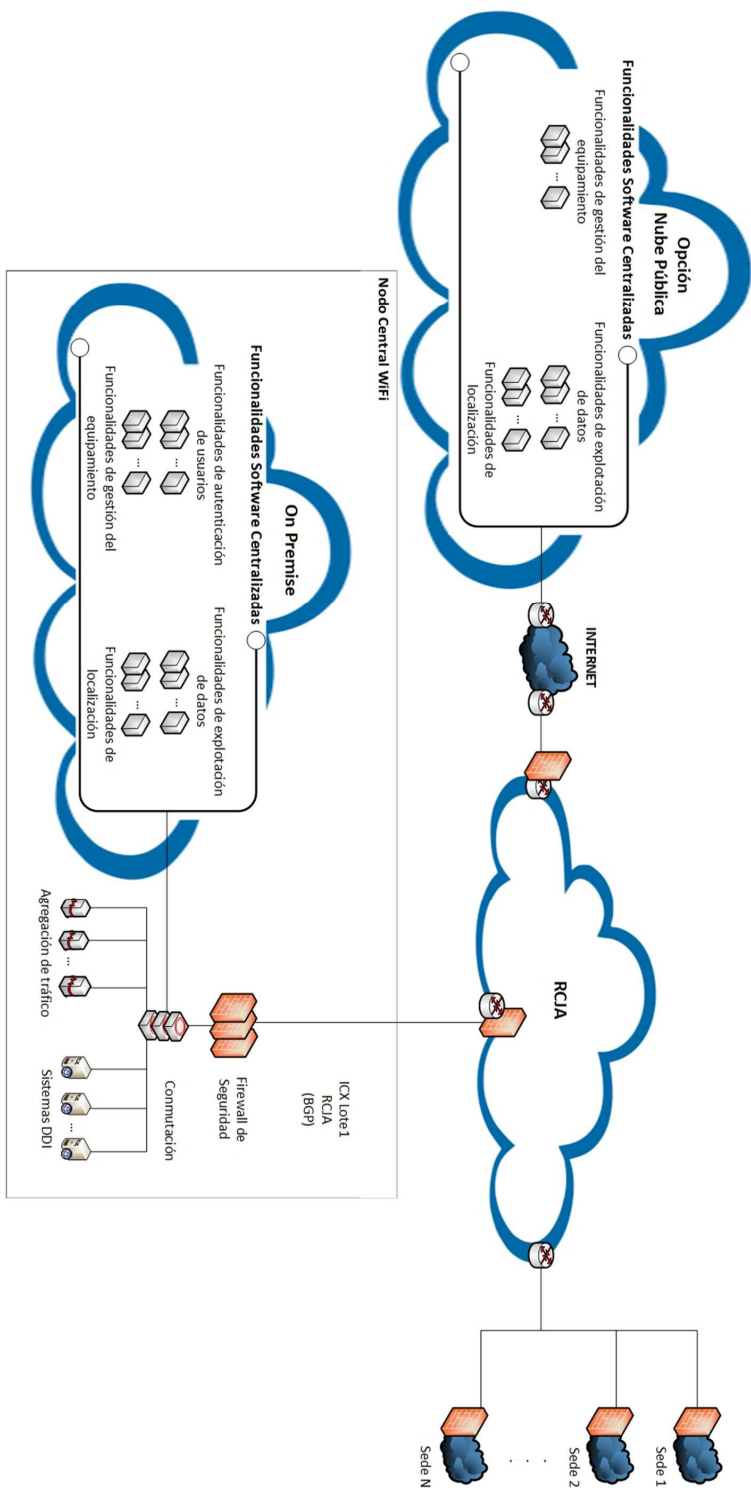 Opción
Nube Pública
Funcionalidades Software Centralizadas
Funcionalidades de gestión del
equipamiento
...
Funcionalidades de explotación
de datos
...
...
Funcionalidades de
localización
INTERNET
RCJA
Sede 1
Sede 2
. . .
Sede N
Nodo Central WiFi
On Premise
Funcionalidades Software Centralizadas
Funcionalidades de autenticación
de usuarios
...
...
Funcionalidades de gestión del
equipamiento
Funcionalidades de explotación
de datos
...
...
Funcionalidades de
localización
ICX Lote1
RCJA
(BGP)
Firewall de
Seguridad
Conmutación
...
Agregación de tráfico
...
Sistemas DDI